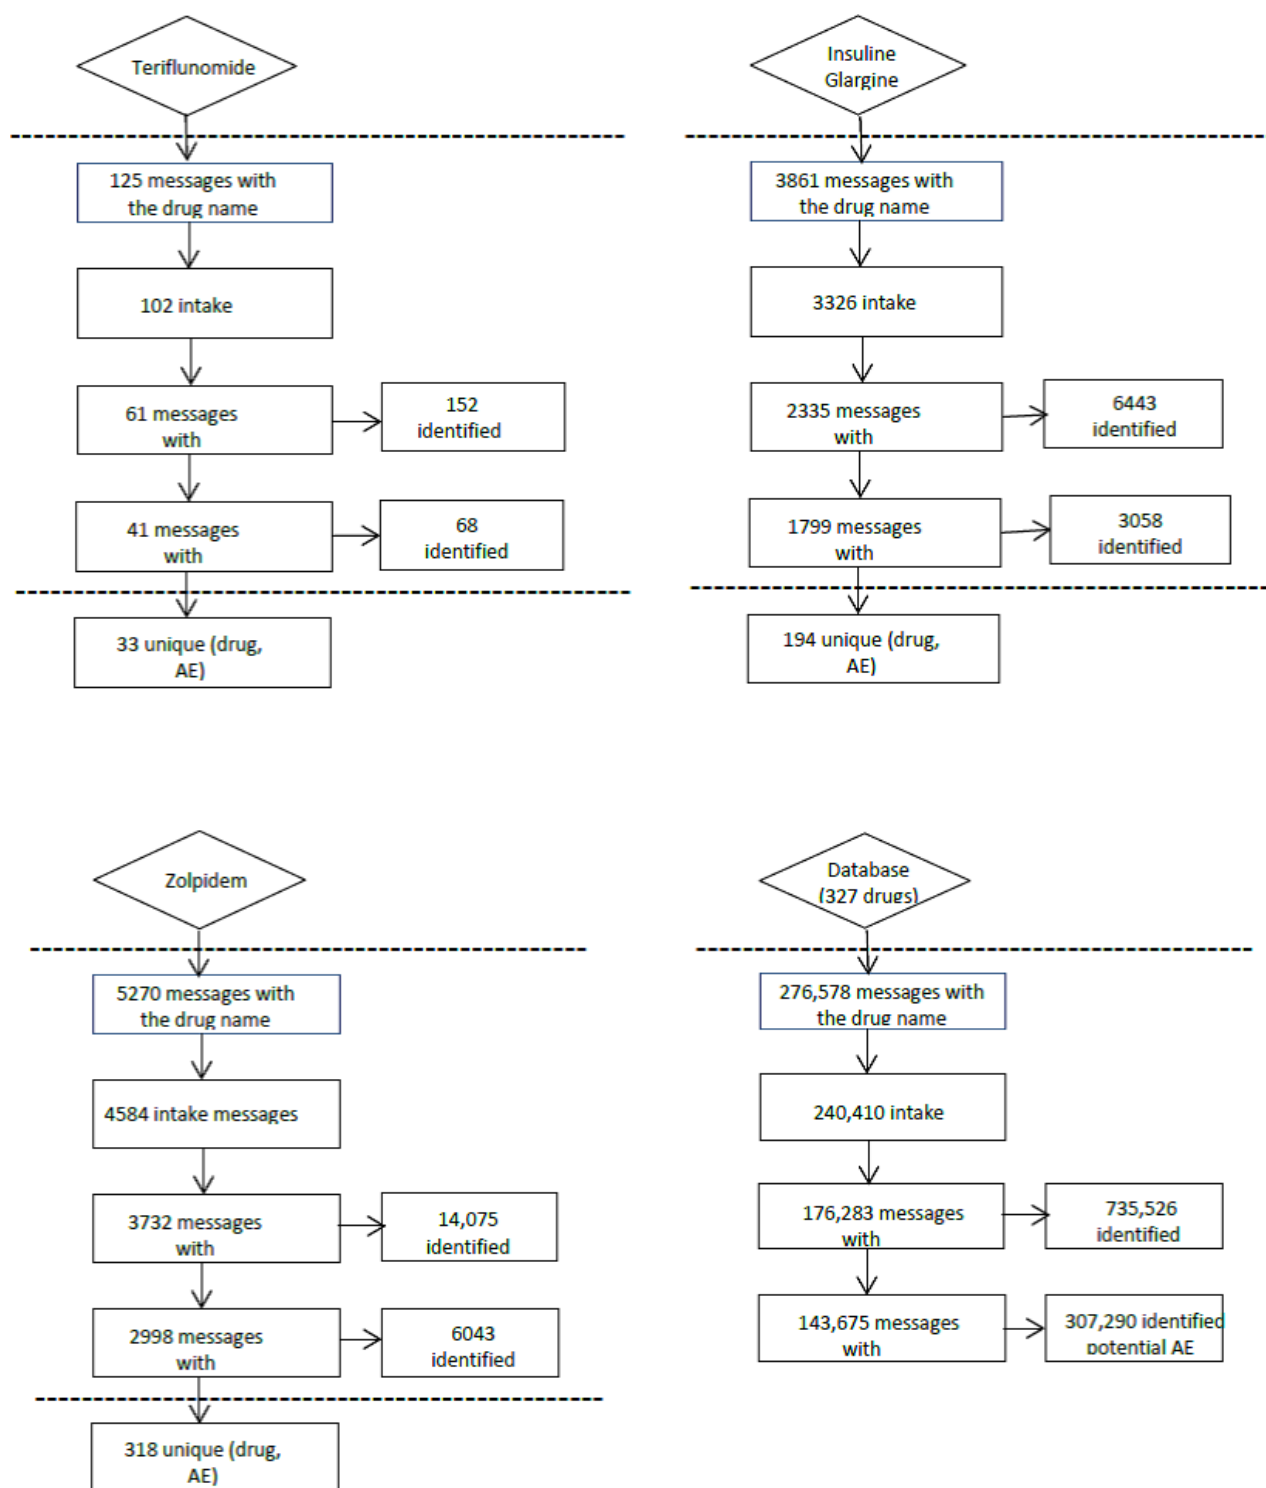 Teriflunomide
125 messages with
the drug name
102 intake
61 messages
with
152
identified
41 messages
with
68
identified
33 unique (drug,
AE)
Insuline
Glargine
3861 messages with
the drug name
3326 intake
2335 messages
with
6443
identified
1799 messages
with
3058
identified
194 unique (drug,
AE)
Zolpidem
5270 messages with
the drug name
4584 intake messages
3732 messages
with
14,075
identified
2998 messages
with
6043
identified
318 unique (drug,
AE)
Database
(327 drugs)
276,578 messages with
the drug name
240,410 intake
176,283 messages
with
735,526
identified
143,675 messages
with
307,290 identified
potential AE